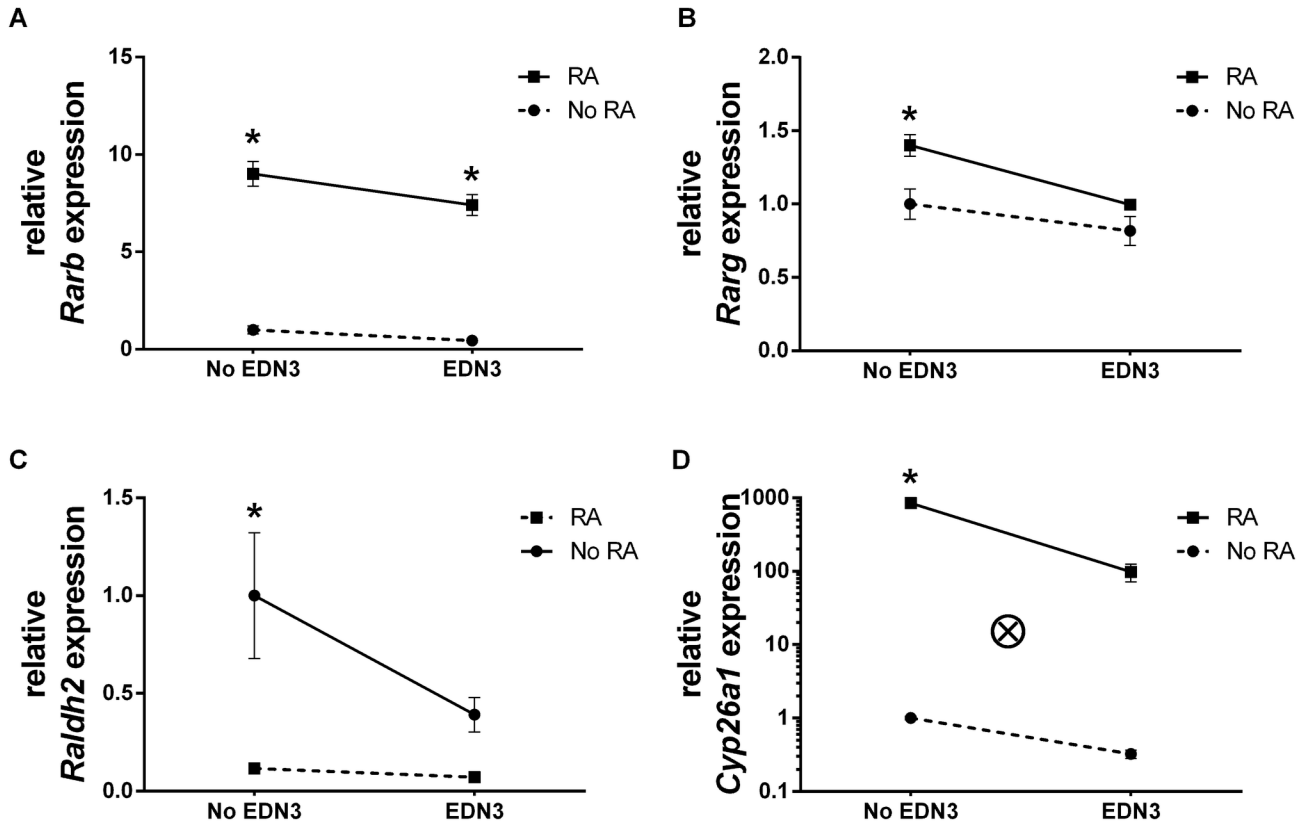 A
relative
Rarb expression
15
10
5
0
*
*
RA
No RA
No EDN3
EDN3
B
relative
Rarg expression
2.0
1.5
1.0
0.5
0.0
*
RA
No RA
No EDN3
EDN3
C
relative
Raldh2 expression
1.5
1.0
0.5
0.0
*
RA
No RA
No EDN3
EDN3
D
relative
Cyp26a1 expression
1000
100
10
1
0.1
*
RA
No RA
No EDN3
EDN3